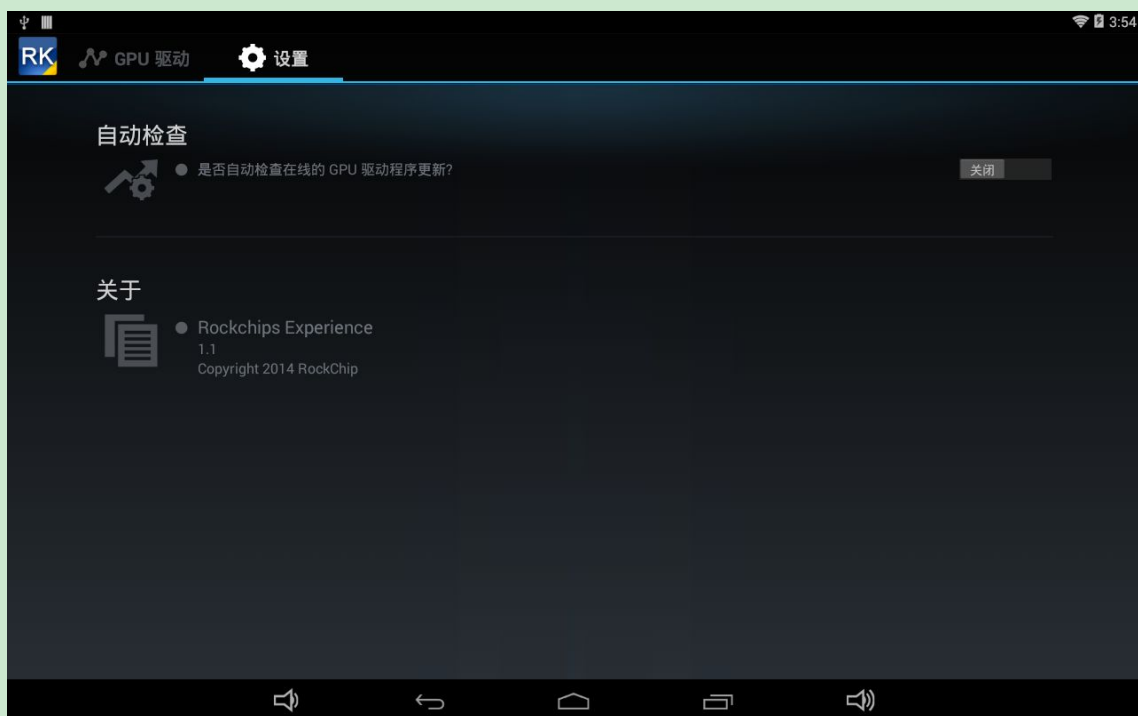 3:54
RK
GPU 驱动
设置
自动检查
是否自动检查在线的 GPU 驱动程序更新?
关闭
关于
Rockchips Experience
1.1
Copyright 2014 RockChip